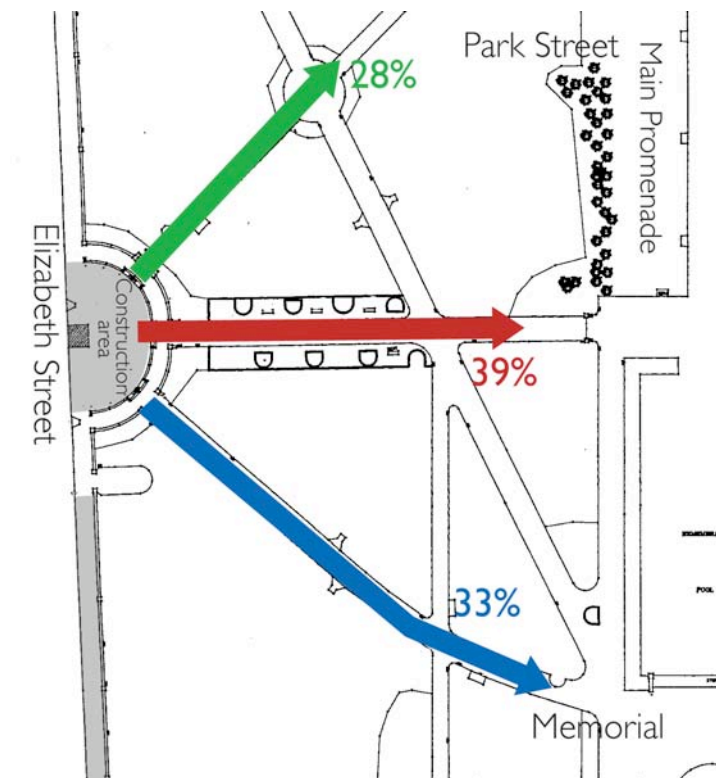 Park Street
Main Promenade
28%
Elizabeth Street
Construction
area
39%
33%
POOL
Memorial